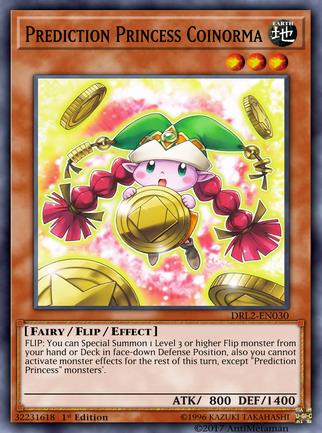 PREDICTION PRINCESS COINORMA
EARTH
地
DRL2-EN030
[ FAIRY / FLIP / EFFECT ]
FLIP: You can Special Summon 1 Level 3 or higher Flip monster from
your hand or Deck in face-down Defense Position, also you cannot
activate monster effects for the rest of this turn, except "Prediction
Princess" monsters'.
ATK/ 800 DEF/1400
32231618 1st Edition ©1996 KAZUKI TAKAHASHI
©2017 AntiMetaman